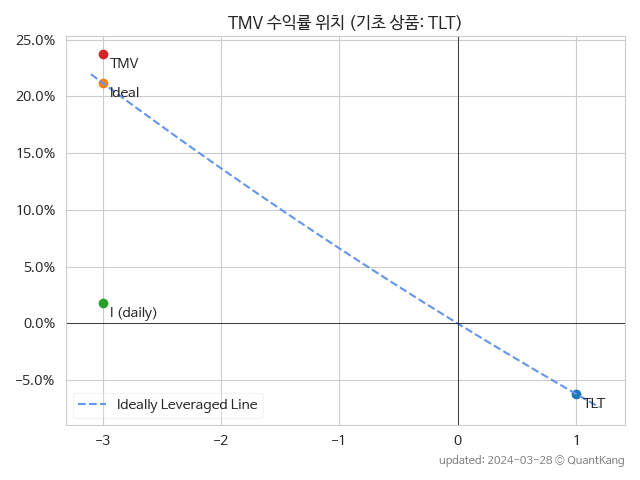 TMV 수익률 위치 (기초 상품: TLT)
25.0%
TMV
Ideal
20.0%
15.0%
10.0%
5.0%
I (daily)
0.0%
−5.0%
TLT
Ideally Leveraged Line
−3 −2 −1 0 1
updated: 2024-03-28 © QuantKang